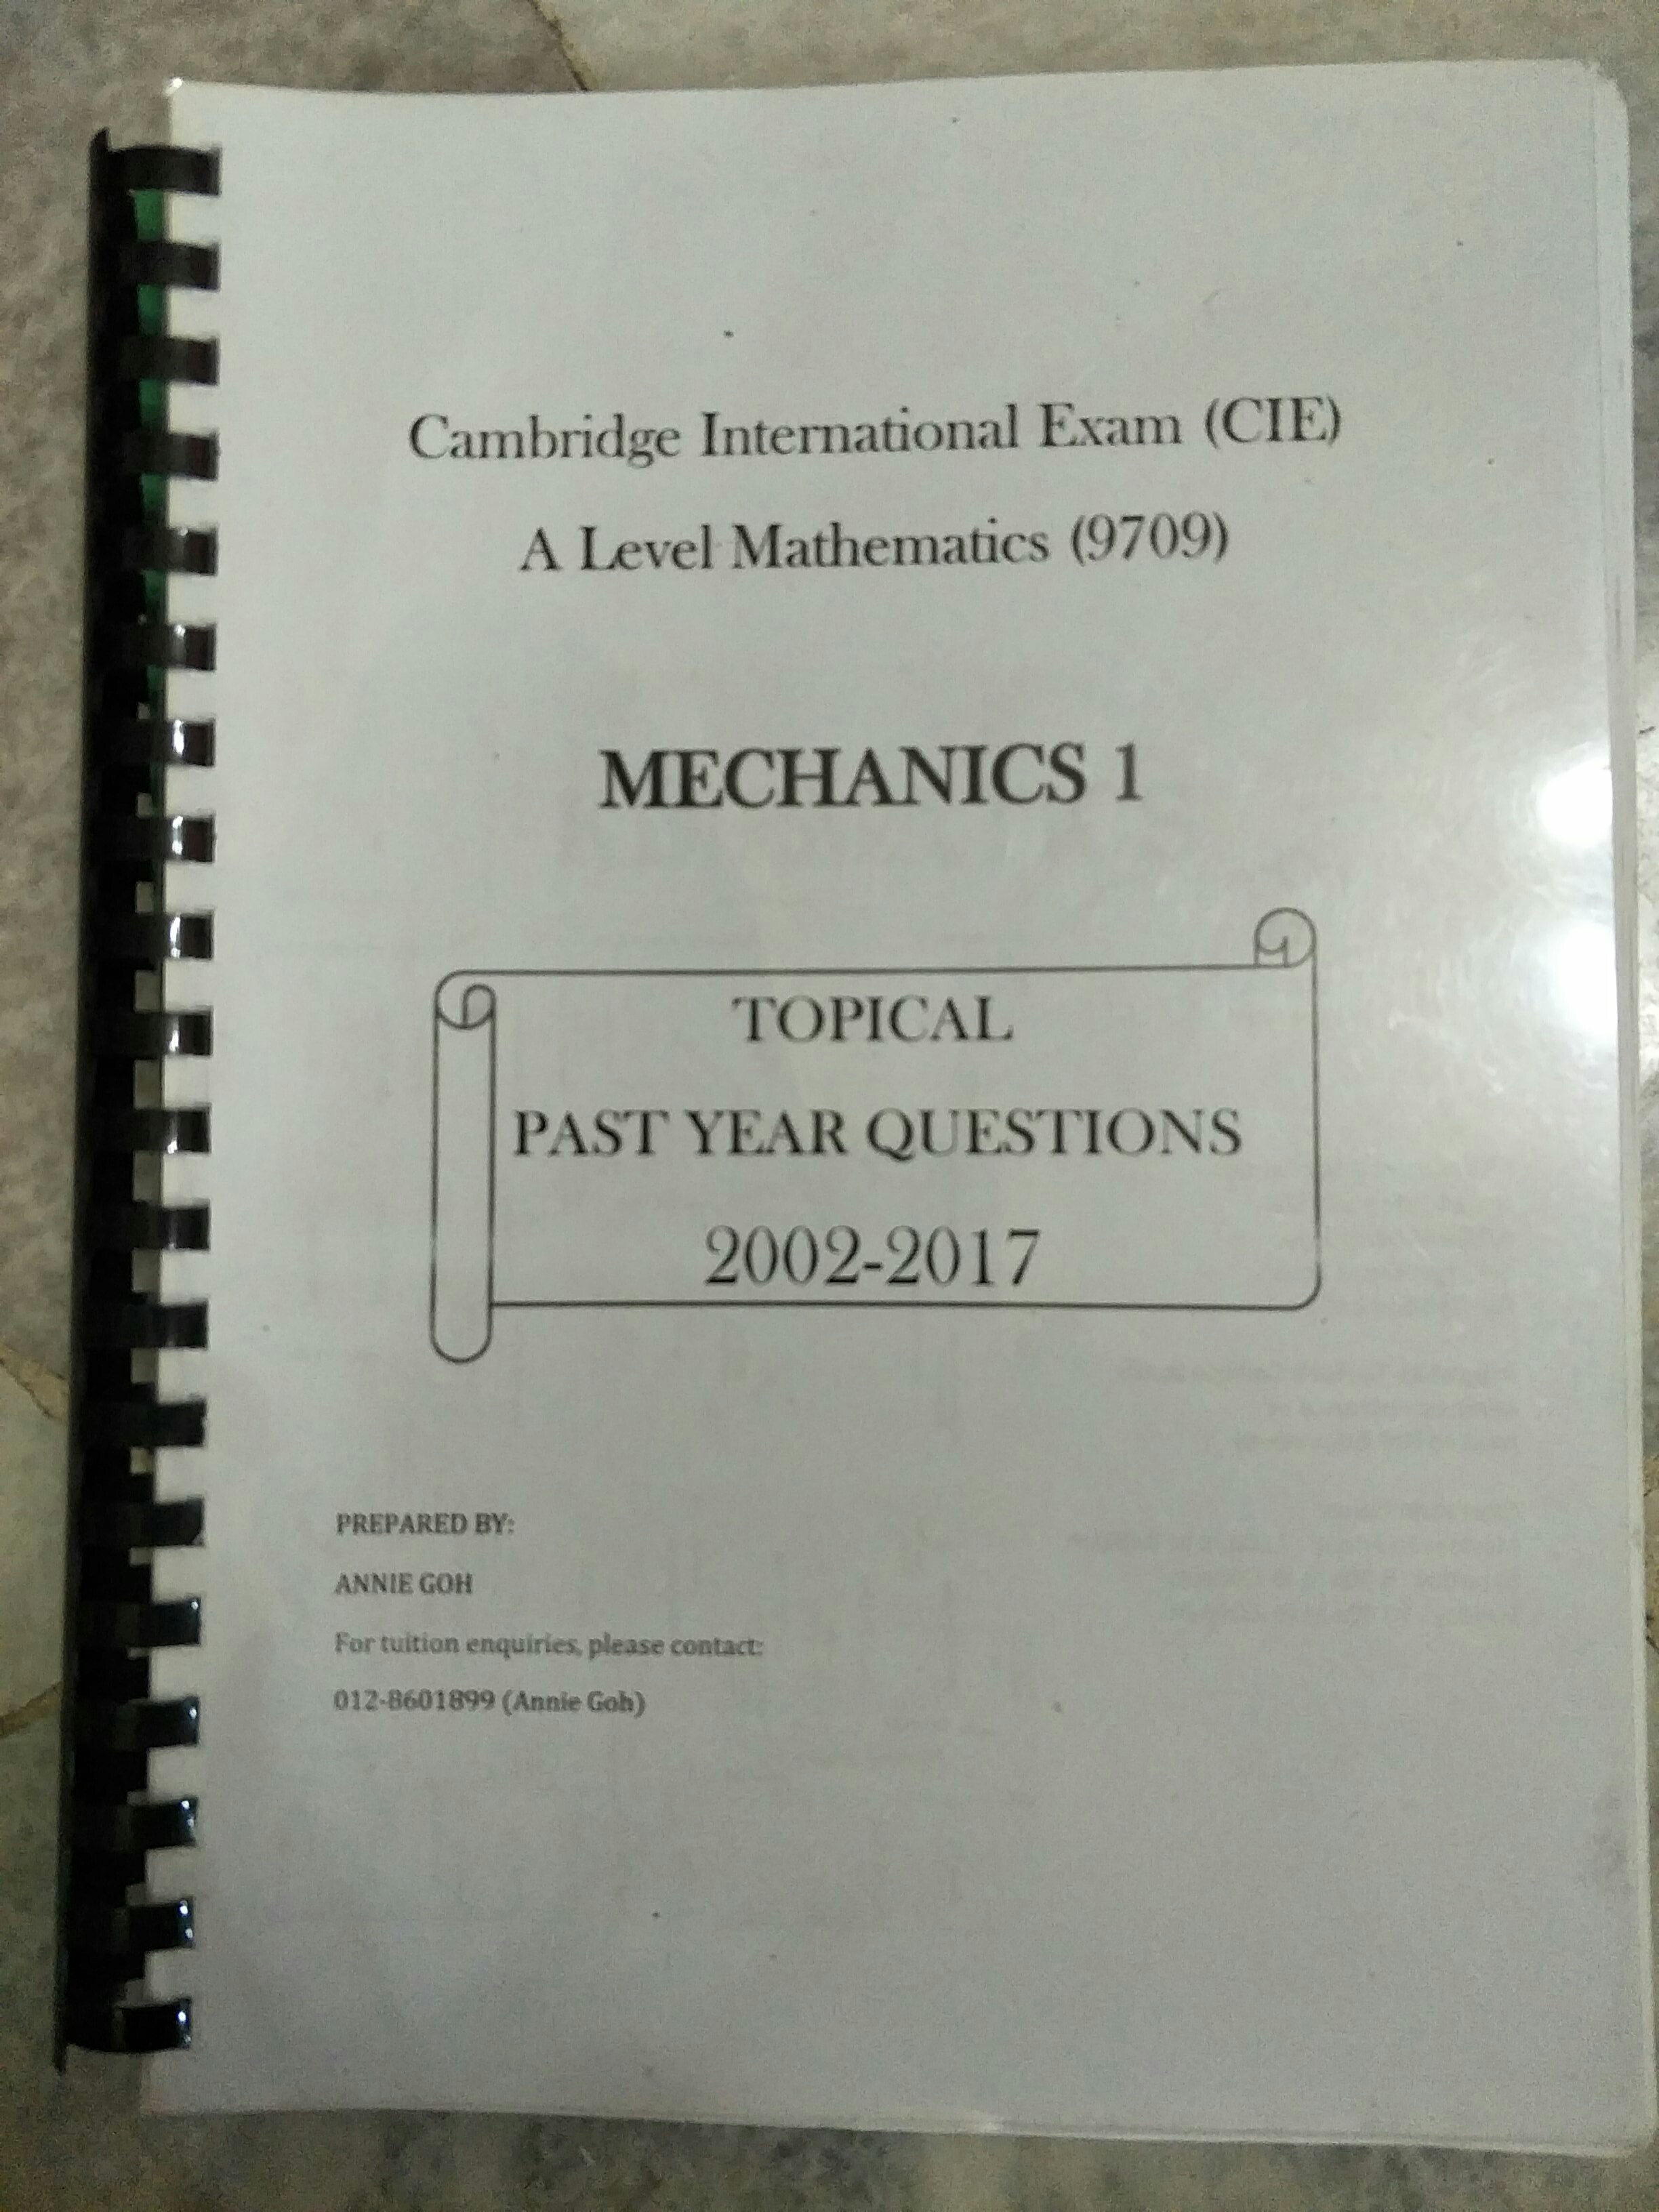 Cambridge International Exam (CIE)
A Level Mathematics (9709)
MECHANICS 1
TOPICAL
PAST YEAR QUESTIONS
2002-2017
PREPARED BY:
ANNIE GOH
For tuition enquiries, please contact:
012-8601899 (Annie Goh)